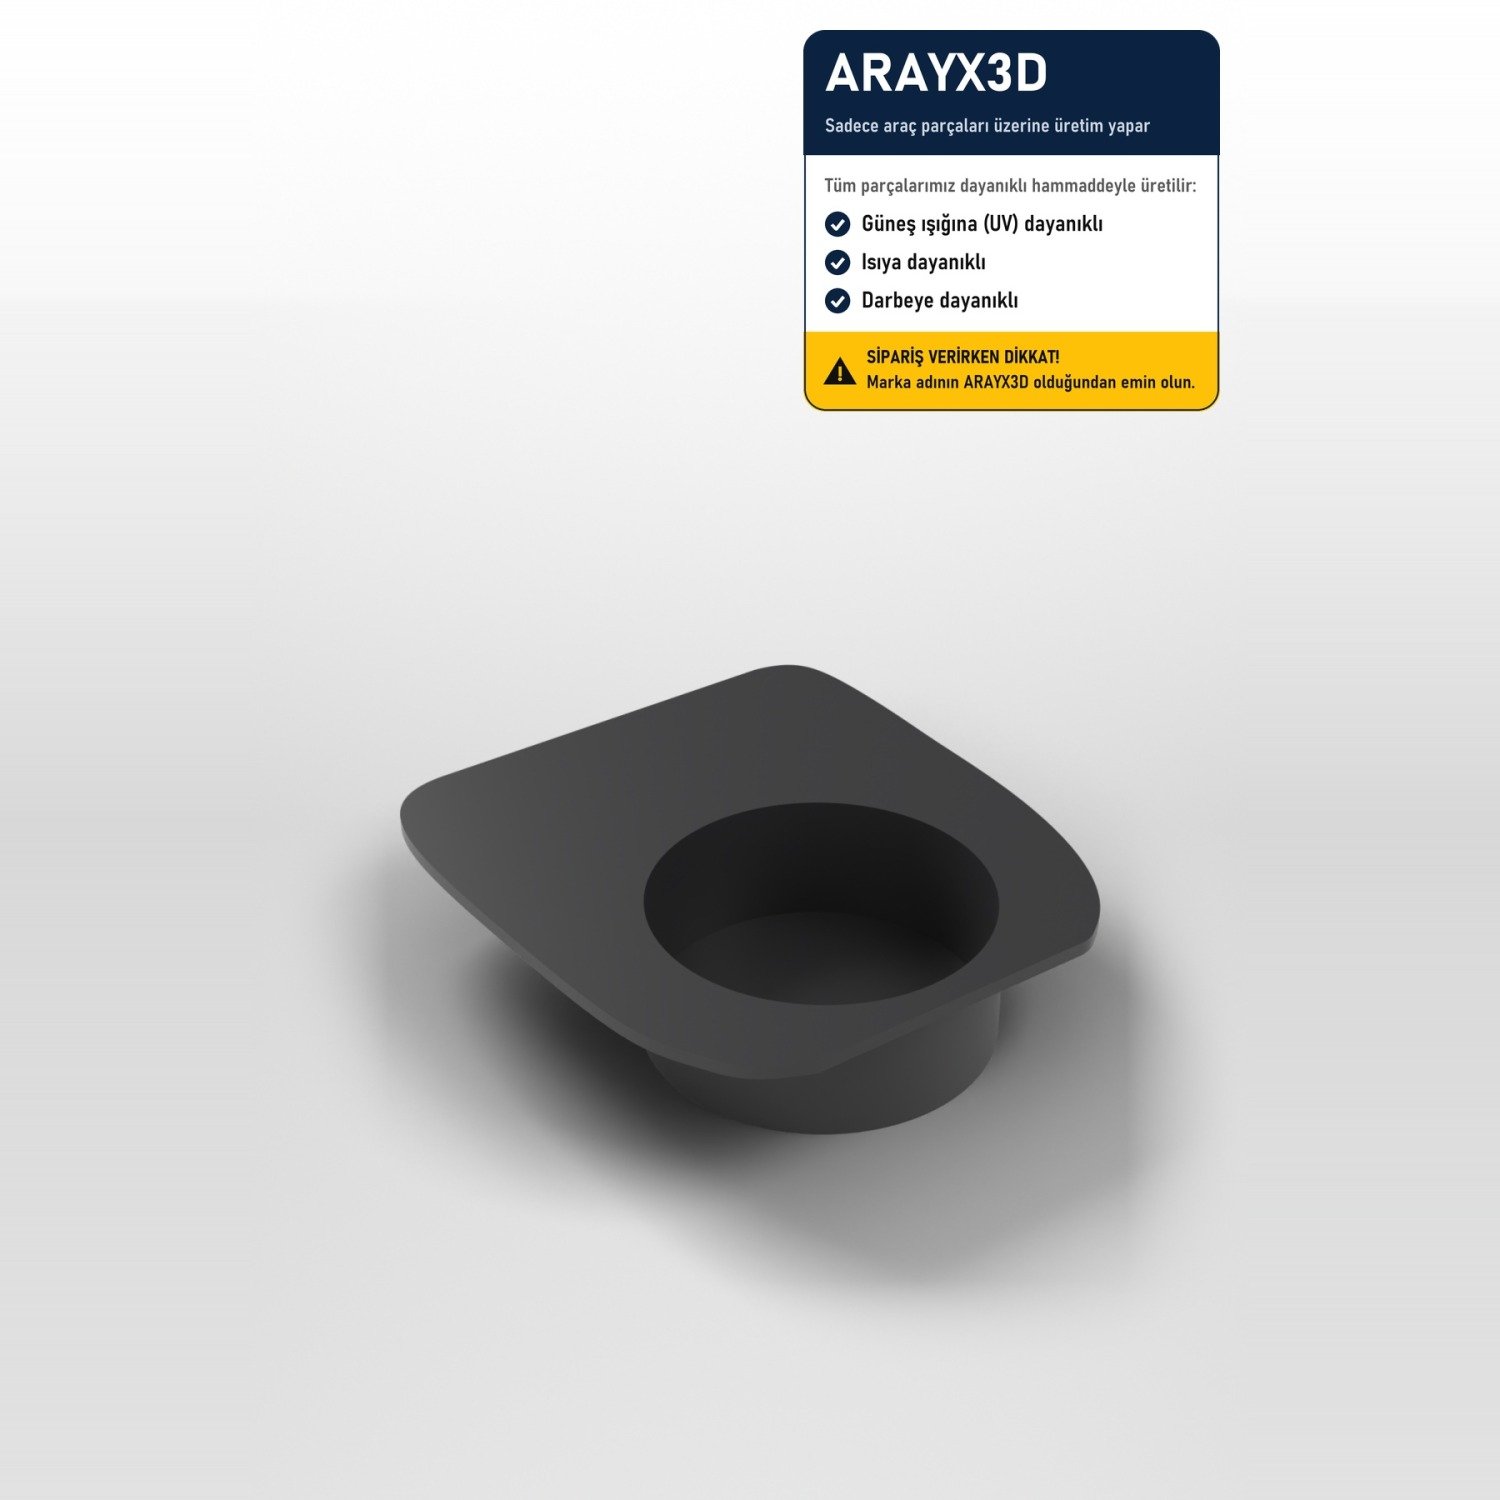 ARAYX3D
Sadece araç parçaları üzerine üretim yapar
Tüm parçalarımız dayanıklı hammaddeyle üretilir:
Güneş ışığına (UV) dayanıklı
Isıya dayanıklı
Darbeye dayanıklı
SİPARİŞ VERİRKEN DİKKAT!
Marka adının ARAYX3D olduğundan emin olun.